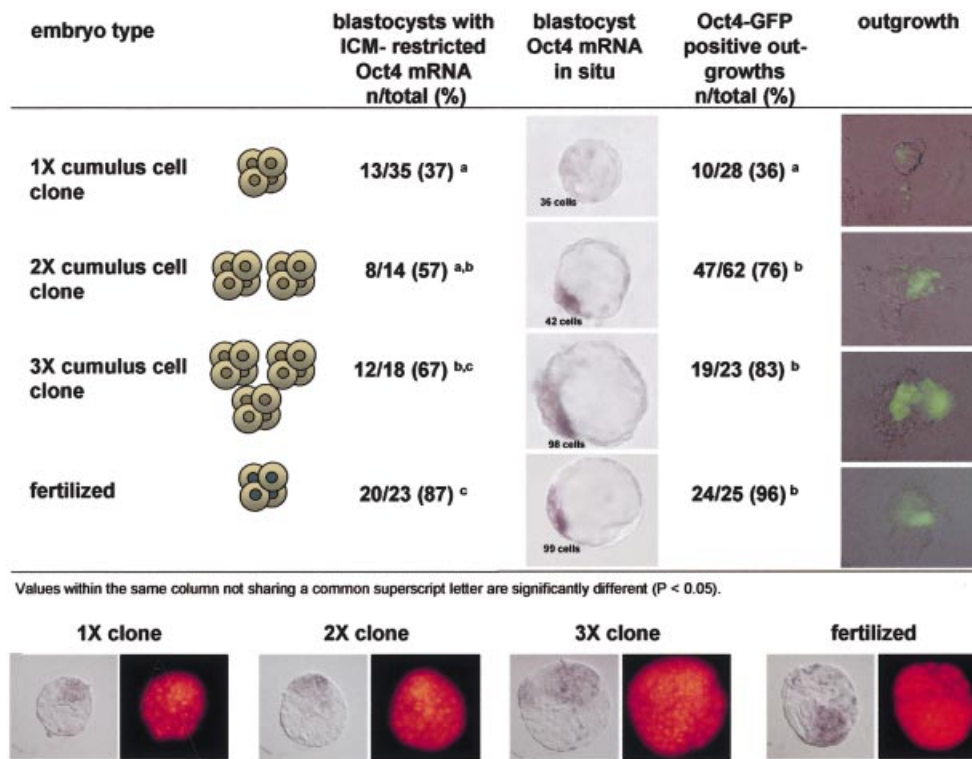 embryo type
blastocysts with
ICM- restricted
Oct4 mRNA
n/total (%)
blastocyst
Oct4 mRNA
in situ
Oct4-GFP
positive out-
growths
n/total (%)
outgrowth
1X cumulus cell
clone
13/35 (37) a
36 cells
10/28 (36) a
2X cumulus cell
clone
8/14 (57) a,b
42 cells
47/62 (76) b
3X cumulus cell
clone
12/18 (67) b,c
98 cells
19/23 (83) b
fertilized
20/23 (87) c
99 cells
24/25 (96) b
Values within the same column not sharing a common superscript letter are significantly different (P < 0.05).
1X clone 2X clone 3X clone fertilized